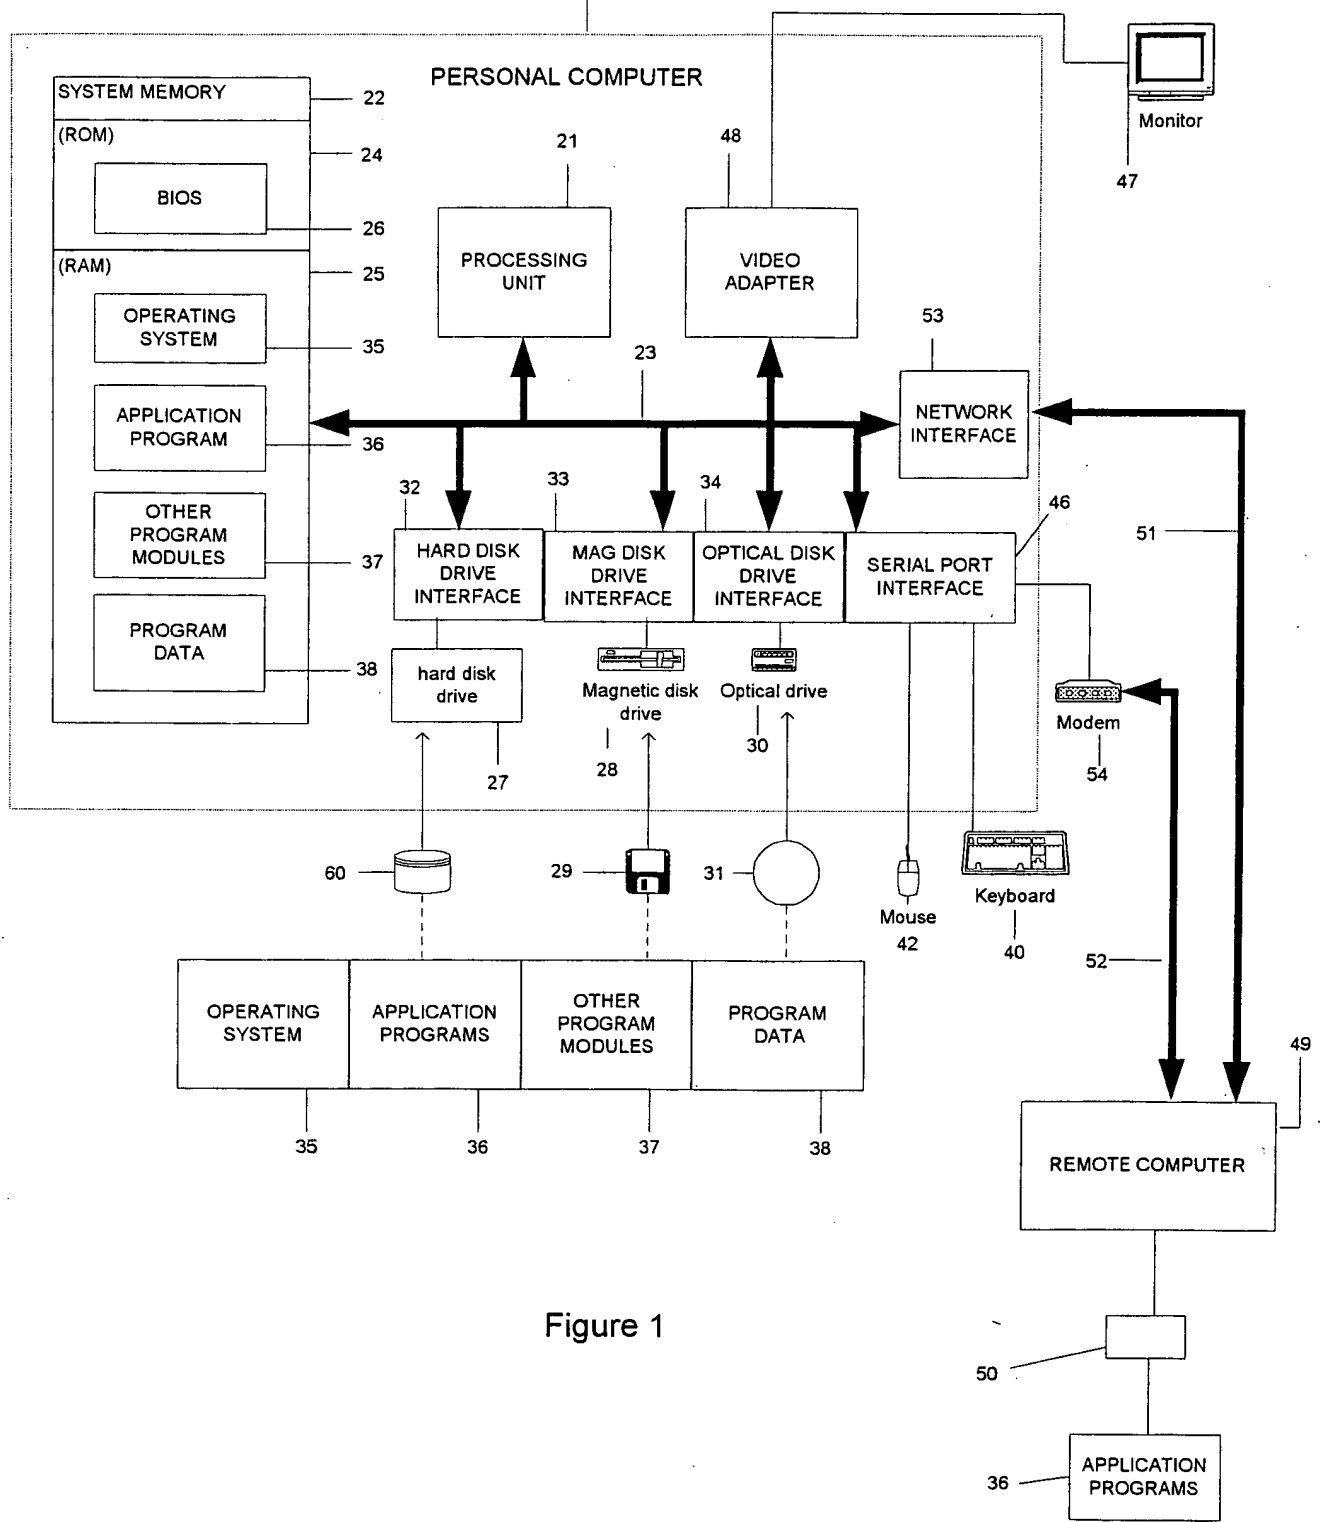 PERSONAL COMPUTER
SYSTEM MEMORY
22
(ROM)
24
BIOS
26
(RAM)
25
OPERATING
SYSTEM
35
APPLICATION
PROGRAM
36
OTHER
PROGRAM
MODULES
37
PROGRAM
DATA
38
21
PROCESSING
UNIT
48
VIDEO
ADAPTER
Monitor
47
23
53
NETWORK
INTERFACE
32
HARD DISK
DRIVE
INTERFACE
33
MAG DISK
DRIVE
INTERFACE
34
OPTICAL DISK
DRIVE
INTERFACE
46
SERIAL PORT
INTERFACE
51
hard disk
drive
27
Magnetic disk
drive
28
Optical drive
30
Modem
54
60
29
31
Mouse
42
Keyboard
40
52
OPERATING
SYSTEM
APPLICATION
PROGRAMS
OTHER
PROGRAM
MODULES
PROGRAM
DATA
35
36
37
38
49
REMOTE COMPUTER
Figure 1
50
36
APPLICATION
PROGRAMS